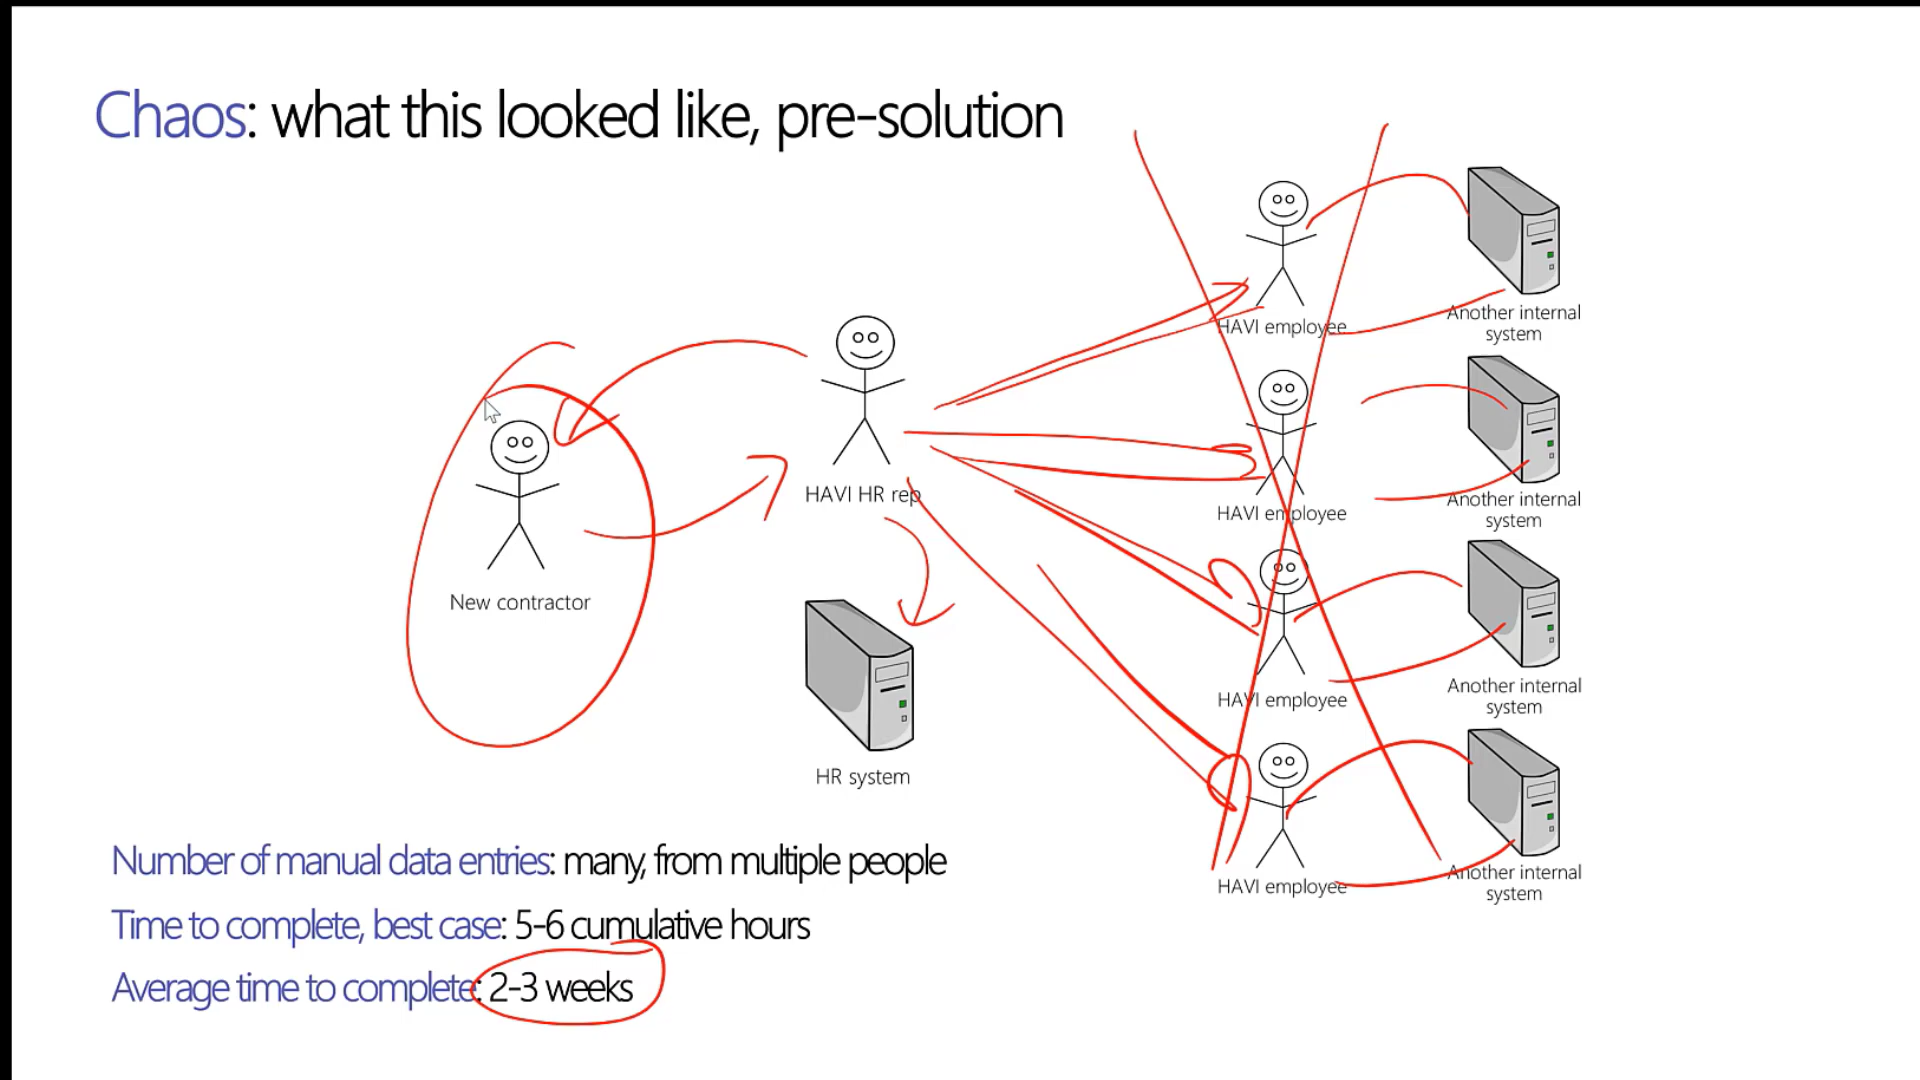 Chaos: what this looked like, pre-solution
HAVI employee
Another internal
system
HAVI employee
Another internal
system
HAVI HR rep
New contractor
HAVI employee
Another internal
system
HR system
HAVI employee
Another internal
system
Number of manual data entries: many, from multiple people
Time to complete, best case: 5-6 cumulative hours
Average time to complete: 2-3 weeks